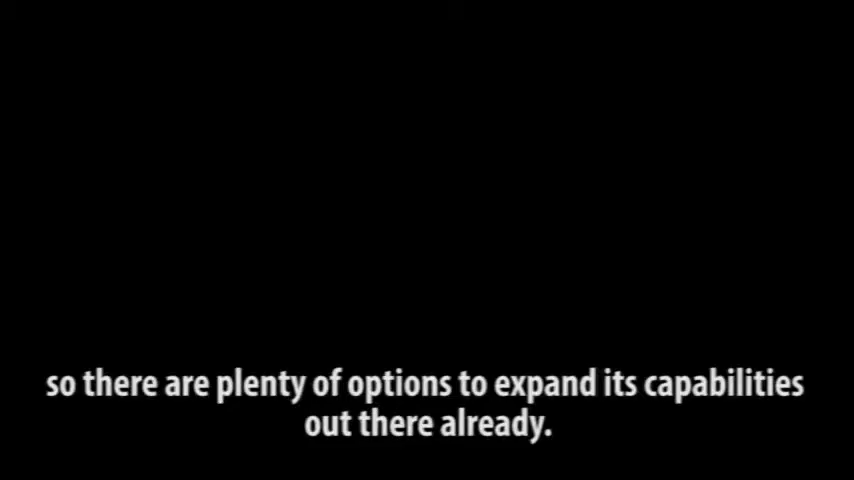 so there are plenty of options to expand its capabilities
out there already.